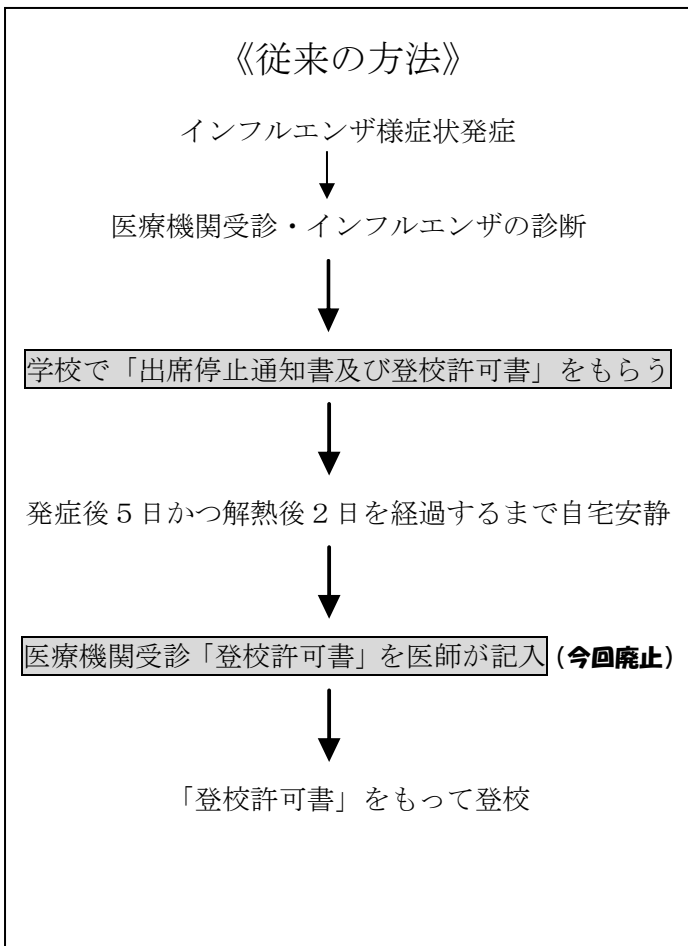 《従来の方法》
インフルエンザ様症状発症
医療機関受診・インフルエンザの診断
学校で「出席停止通知書及び登校許可書」をもらう
発症後５日かつ解熱後２日を経過するまで自宅安静
医療機関受診「登校許可書」を医師が記入(今回廃止)
「登校許可書」をもって登校